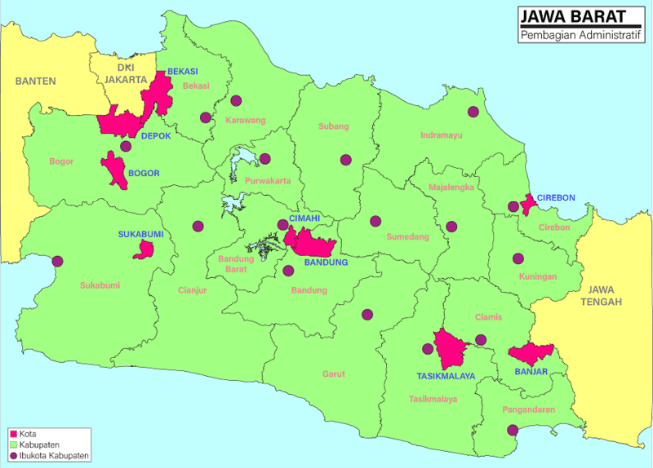 JAWA BARAT
Pembagian Administratif
BANTEN
DKI
JAKARTA
BEKASI
Bekasi
Karawang
Subang
Indramayu
DEPOK
Bogor
BOGOR
Purwakarta
Majalengka
CIREBON
Cirebon
SUKABUMI
CIMAHI
Sumedang
Bandung
Barat
BANDUNG
Kuningan
Sukabumi
Cianjur
Bandung
JAWA
TENGAH
Ciamis
Garut
TASIKMALAYA
BANJAR
Tasikmalaya
Pangandaran
Kota
Kabupaten
Ibukota Kabupaten